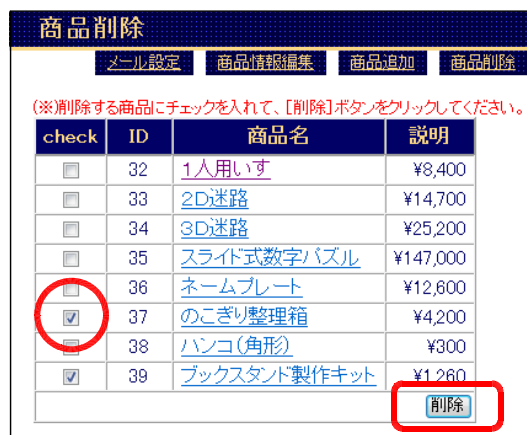 商品削除
メール設定 商品情報編集 商品追加 商品削除
(※)削除する商品にチェックを入れて、[削除]ボタンをクリックしてください。
check ID 商品名 説明
32 1人用いす ¥8,400
33 2D迷路 ¥14,700
34 3D迷路 ¥25,200
35 スライド式数字パズル ¥147,000
36 ネームプレート ¥12,600
37 のこぎり整理箱 ¥4,200
38 ハンコ(角形) ¥300
39 ブックスタンド製作キット ¥1,260
削除